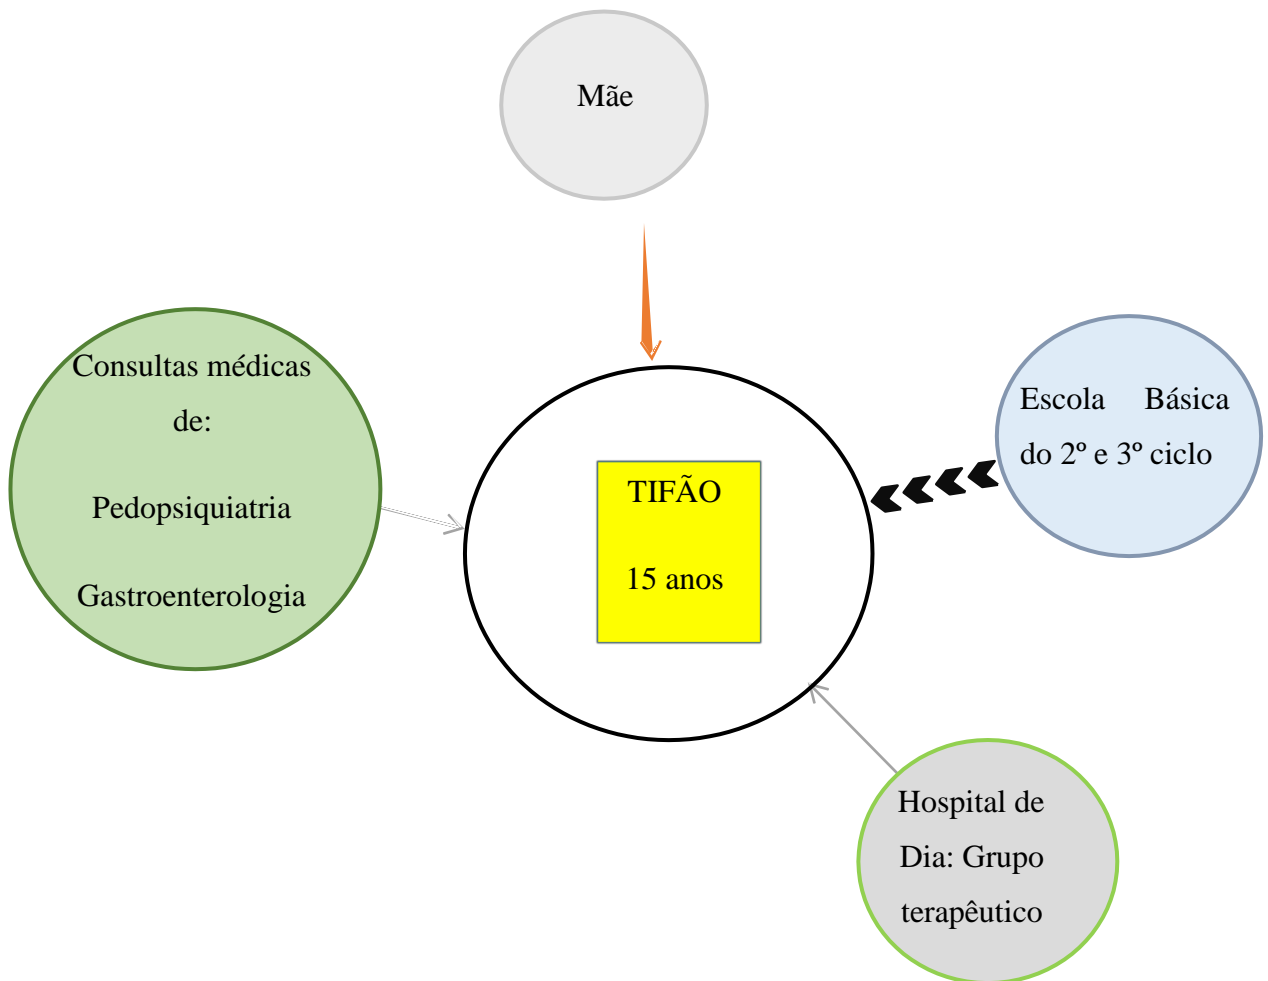 Mãe
Consultas médicas
de:
Pedopsiquiatria
Gastroenterologia
TIFÃO
15 anos
Escola Básica
do 2º e 3º ciclo
Hospital de
Dia: Grupo
terapêutico